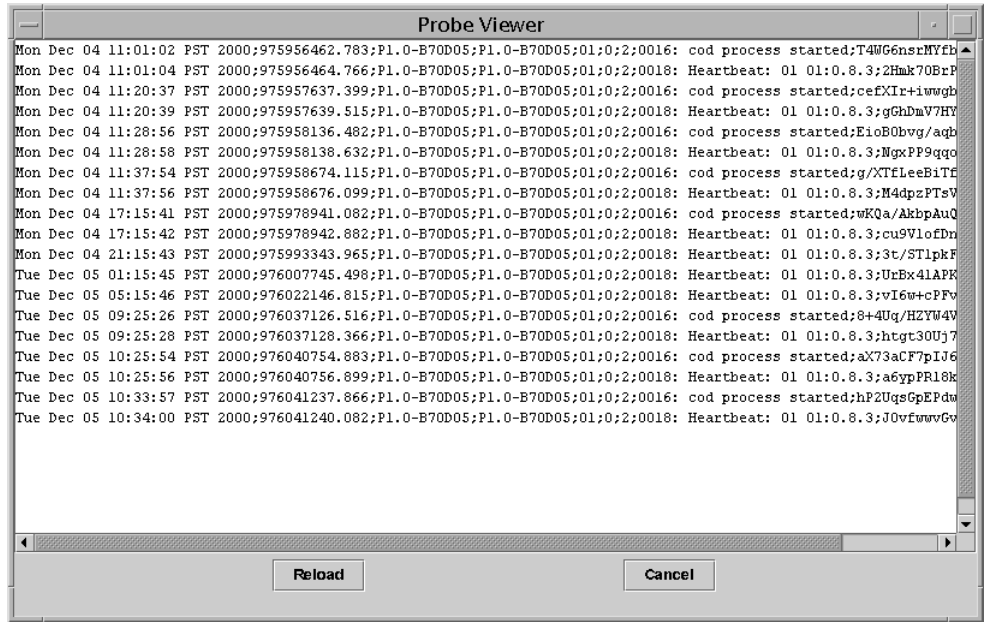 Probe Viewer
Mon Dec 04 11:01:02 PST 2000;975956462.783;P1.0-B70D05;P1.0-B70D05;01;0;2;0016: cod process started;T4WG6nsrMYfb
Mon Dec 04 11:01:04 PST 2000;975956464.766;P1.0-B70D05;P1.0-B70D05;01;0;2;0018: Heartbeat: 01 01:0.8.3;2Hmk70BrP
Mon Dec 04 11:20:37 PST 2000;975957637.399;P1.0-B70D05;P1.0-B70D05;01;0;2;0016: cod process started;cefXIr+iwwgb
Mon Dec 04 11:20:39 PST 2000;975957639.515;P1.0-B70D05;P1.0-B70D05;01;0;2;0018: Heartbeat: 01 01:0.8.3;gGhDmV7HY
Mon Dec 04 11:28:56 PST 2000;975958136.482;P1.0-B70D05;P1.0-B70D05;01;0;2;0016: cod process started;EioB0bvg/aqb
Mon Dec 04 11:28:58 PST 2000;975958138.632;P1.0-B70D05;P1.0-B70D05;01;0;2;0018: Heartbeat: 01 01:0.8.3;NgxPP9qqo
Mon Dec 04 11:37:54 PST 2000;975958674.115;P1.0-B70D05;P1.0-B70D05;01;0;2;0016: cod process started;g/XTfLeeBiTf
Mon Dec 04 11:37:56 PST 2000;975958676.099;P1.0-B70D05;P1.0-B70D05;01;0;2;0018: Heartbeat: 01 01:0.8.3;M4dpzPTsV
Mon Dec 04 17:15:41 PST 2000;975978941.082;P1.0-B70D05;P1.0-B70D05;01;0;2;0016: cod process started;wKQa/AkbpAuQ
Mon Dec 04 17:15:42 PST 2000;975978942.882;P1.0-B70D05;P1.0-B70D05;01;0;2;0018: Heartbeat: 01 01:0.8.3;cu9VlofDn
Mon Dec 04 21:15:43 PST 2000;975993343.965;P1.0-B70D05;P1.0-B70D05;01;0;2;0018: Heartbeat: 01 01:0.8.3;3t/STlpkF
Tue Dec 05 01:15:45 PST 2000;976007745.498;P1.0-B70D05;P1.0-B70D05;01;0;2;0018: Heartbeat: 01 01:0.8.3;UrBx41APK
Tue Dec 05 05:15:46 PST 2000;976022146.815;P1.0-B70D05;P1.0-B70D05;01;0;2;0018: Heartbeat: 01 01:0.8.3;vI6w+cPFv
Tue Dec 05 09:25:26 PST 2000;976037126.516;P1.0-B70D05;P1.0-B70D05;01;0;2;0016: cod process started;8+4Uq/HZYW4V
Tue Dec 05 09:25:28 PST 2000;976037128.366;P1.0-B70D05;P1.0-B70D05;01;0;2;0018: Heartbeat: 01 01:0.8.3;htgt30Uj7
Tue Dec 05 10:25:54 PST 2000;976040754.883;P1.0-B70D05;P1.0-B70D05;01;0;2;0016: cod process started;aX73aCF7pIJ6
Tue Dec 05 10:25:56 PST 2000;976040756.899;P1.0-B70D05;P1.0-B70D05;01;0;2;0018: Heartbeat: 01 01:0.8.3;a6ypPR18k
Tue Dec 05 10:33:57 PST 2000;976041237.866;P1.0-B70D05;P1.0-B70D05;01;0;2;0016: cod process started;hP2UqsGpEPdw
Tue Dec 05 10:34:00 PST 2000;976041240.082;P1.0-B70D05;P1.0-B70D05;01;0;2;0018: Heartbeat: 01 01:0.8.3;J0vfwwvGv
Reload
Cancel